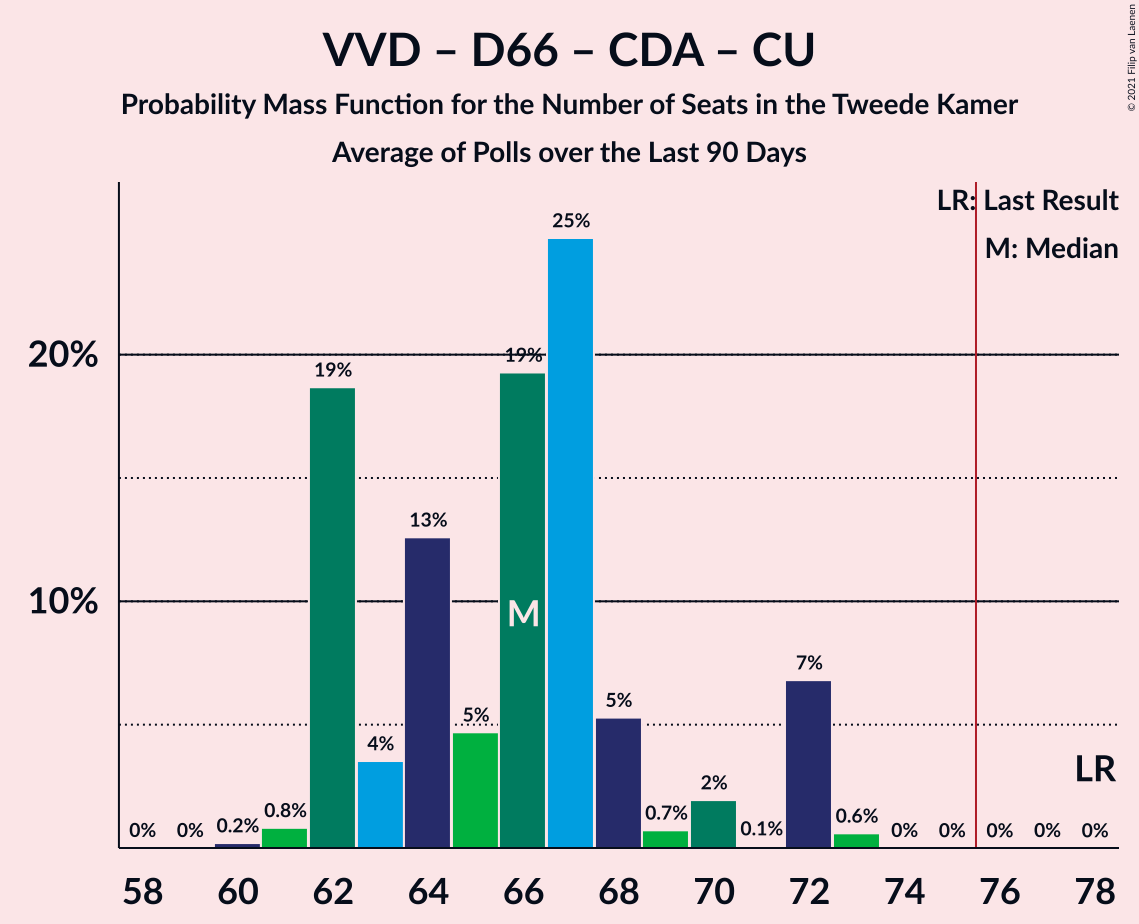 VVD – D66 – CDA – CU
Probability Mass Function for the Number of Seats in the Tweede Kamer
Average of Polls over the Last 90 Days
© 2021 Filip van Laenen
LR: Last Result
M: Median
20%
10%
0%
0%
0.2%
0.8%
19%
4%
13%
5%
19%
25%
5%
0.7%
2%
0.1%
7%
0.6%
0%
0%
0%
0%
0%
M
LR
58 60 62 64 66 68 70 72 74 76 78